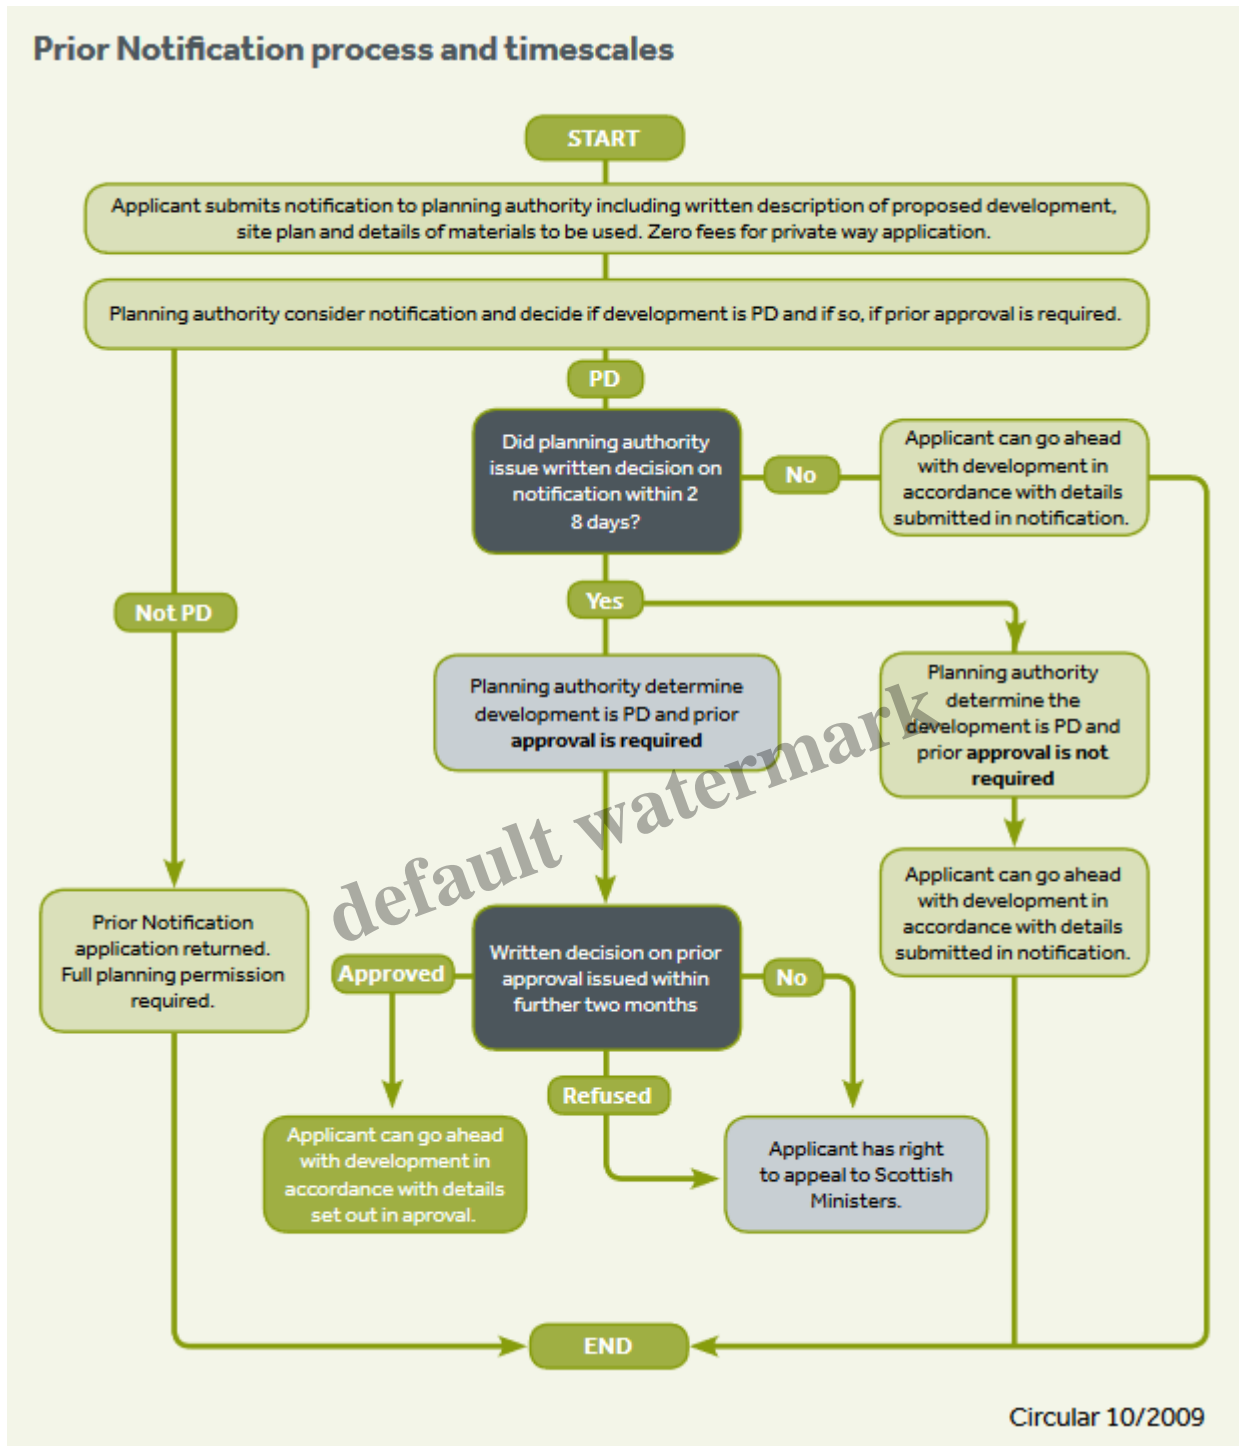 Prior Notification process and timescales
START
Applicant submits notification to planning authority including written description of proposed development,
site plan and details of materials to be used. Zero fees for private way application.
Planning authority consider notification and decide if development is PD and if so, if prior approval is required.
PD
Did planning authority
issue written decision on
notification within 2
8 days?
No
Applicant can go ahead
with development in
accordance with details
submitted in notification.
Not PD
Yes
Planning authority determine
development is PD and prior
approval is required
Planning authority
determine the
development is PD and
prior approval is not
required
default watermark
Applicant can go ahead
with development in
accordance with details
submitted in notification.
Prior Notification
application returned.
Full planning permission
required.
Approved
Written decision on prior
approval issued within
further two months
No
Refused
Applicant can go ahead
with development in
accordance with details
set out in aproval.
Applicant has right
to appeal to Scottish
Ministers.
END
Circular 10/2009